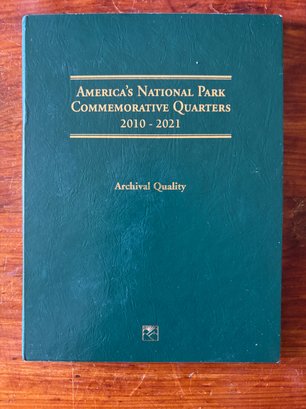 AMERICA'S NATIONAL PARK
COMMEMORATIVE QUARTERS
2010 - 2021
Archival Quality